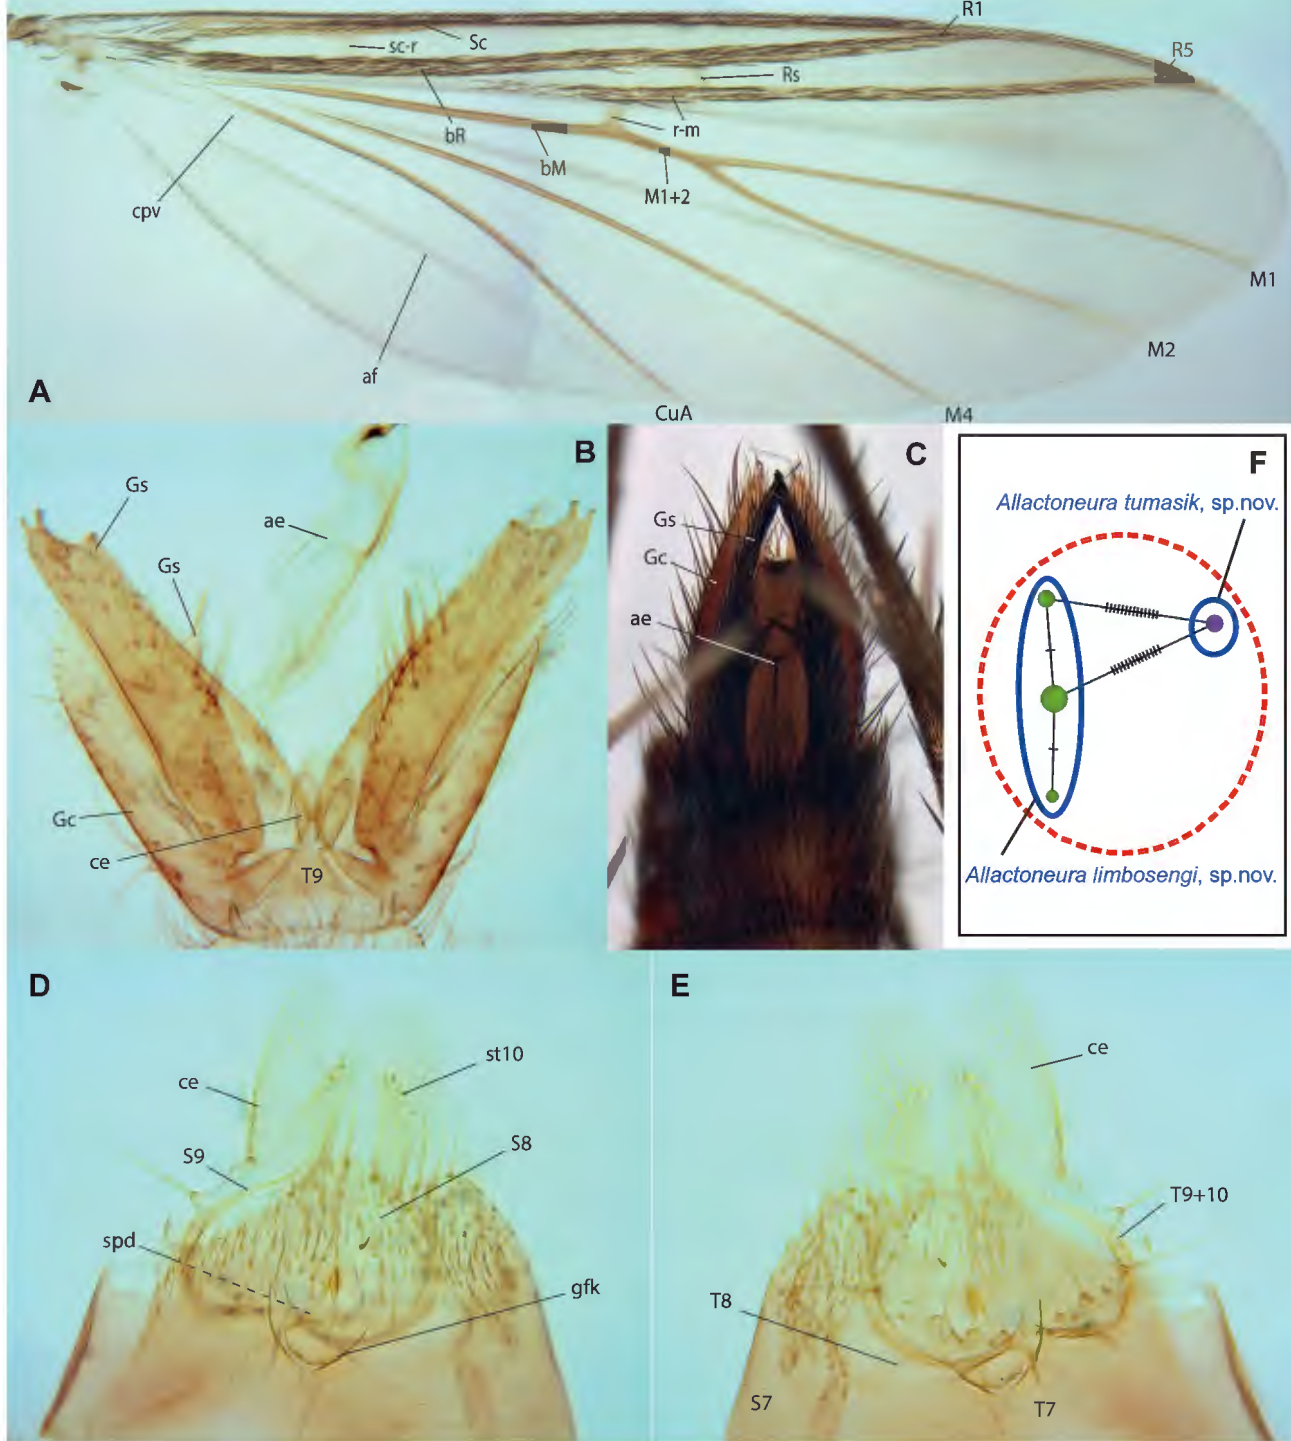 R1
Sc
sc-r
R5
Rs
bR
r-m
bM
M1+2
cpv
M1
M2
af
A
CuA
M4
B
C
F
Gs
ae
Gs
Gs
Gc
ae
Gc
ce
T9
Allactoneura tumasik, sp.nov.
Allactoneura limbosengi, sp.nov.
D
E
st10
ce
ce
S8
S9
T9+10
spd
gfk
T8
S7
T7